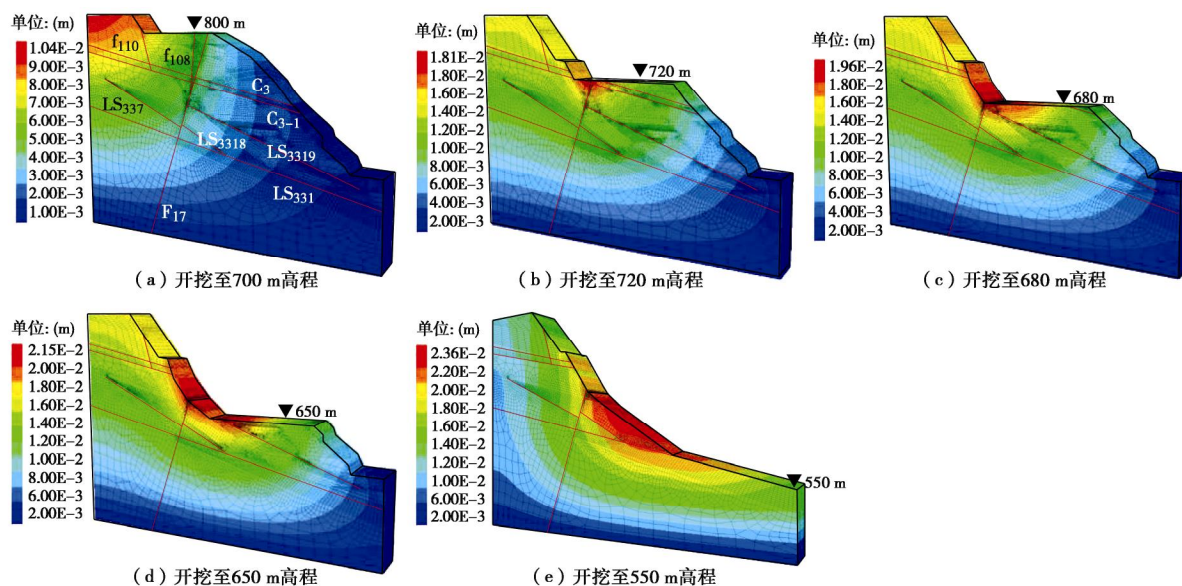 单位: (m)
1.04E−2
9.00E−3
8.00E−3
7.00E−3
6.00E−3
5.00E−3
4.00E−3
3.00E−3
2.00E−3
1.00E−3
800 m
f110
f108
C3
C3−1
LS337
LS3318
LS3319
LS331
F17
(a)开挖至700 m高程
单位: (m)
1.81E−2
1.80E−2
1.60E−2
1.40E−2
1.20E−2
1.00E−2
8.00E−3
6.00E−3
4.00E−3
2.00E−3
720 m
(b)开挖至720 m高程
单位: (m)
1.96E−2
1.80E−2
1.60E−2
1.40E−2
1.20E−2
1.00E−2
8.00E−3
6.00E−3
4.00E−3
2.00E−3
680 m
(c)开挖至680 m高程
单位: (m)
2.15E−2
2.00E−2
1.80E−2
1.60E−2
1.40E−2
1.20E−2
1.00E−2
8.00E−3
6.00E−3
2.00E−3
650 m
(d)开挖至650 m高程
单位: (m)
2.36E−2
2.20E−2
2.00E−2
1.80E−2
1.60E−2
1.40E−2
1.20E−2
1.00E−2
8.00E−3
6.00E−3
2.00E−3
550 m
(e)开挖至550 m高程